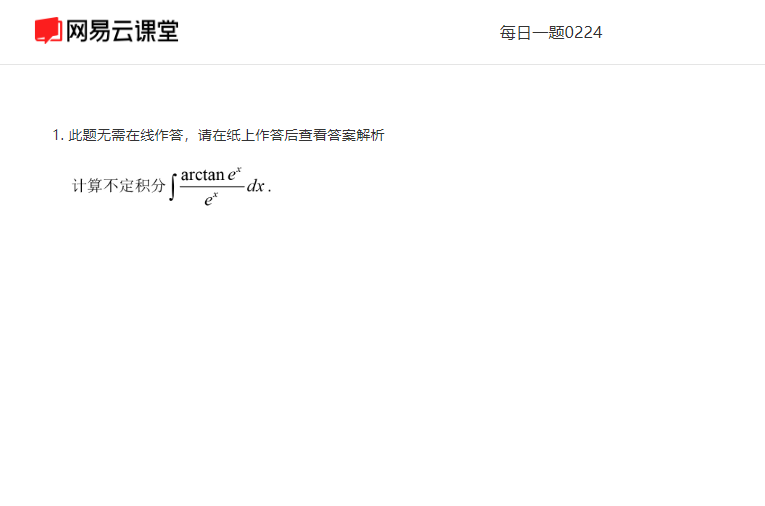 网易云课堂
每日一题0224
1. 此题无需在线作答，请在纸上作答后查看答案解析
计算不定积分∫ arctan e^x / e^x dx .